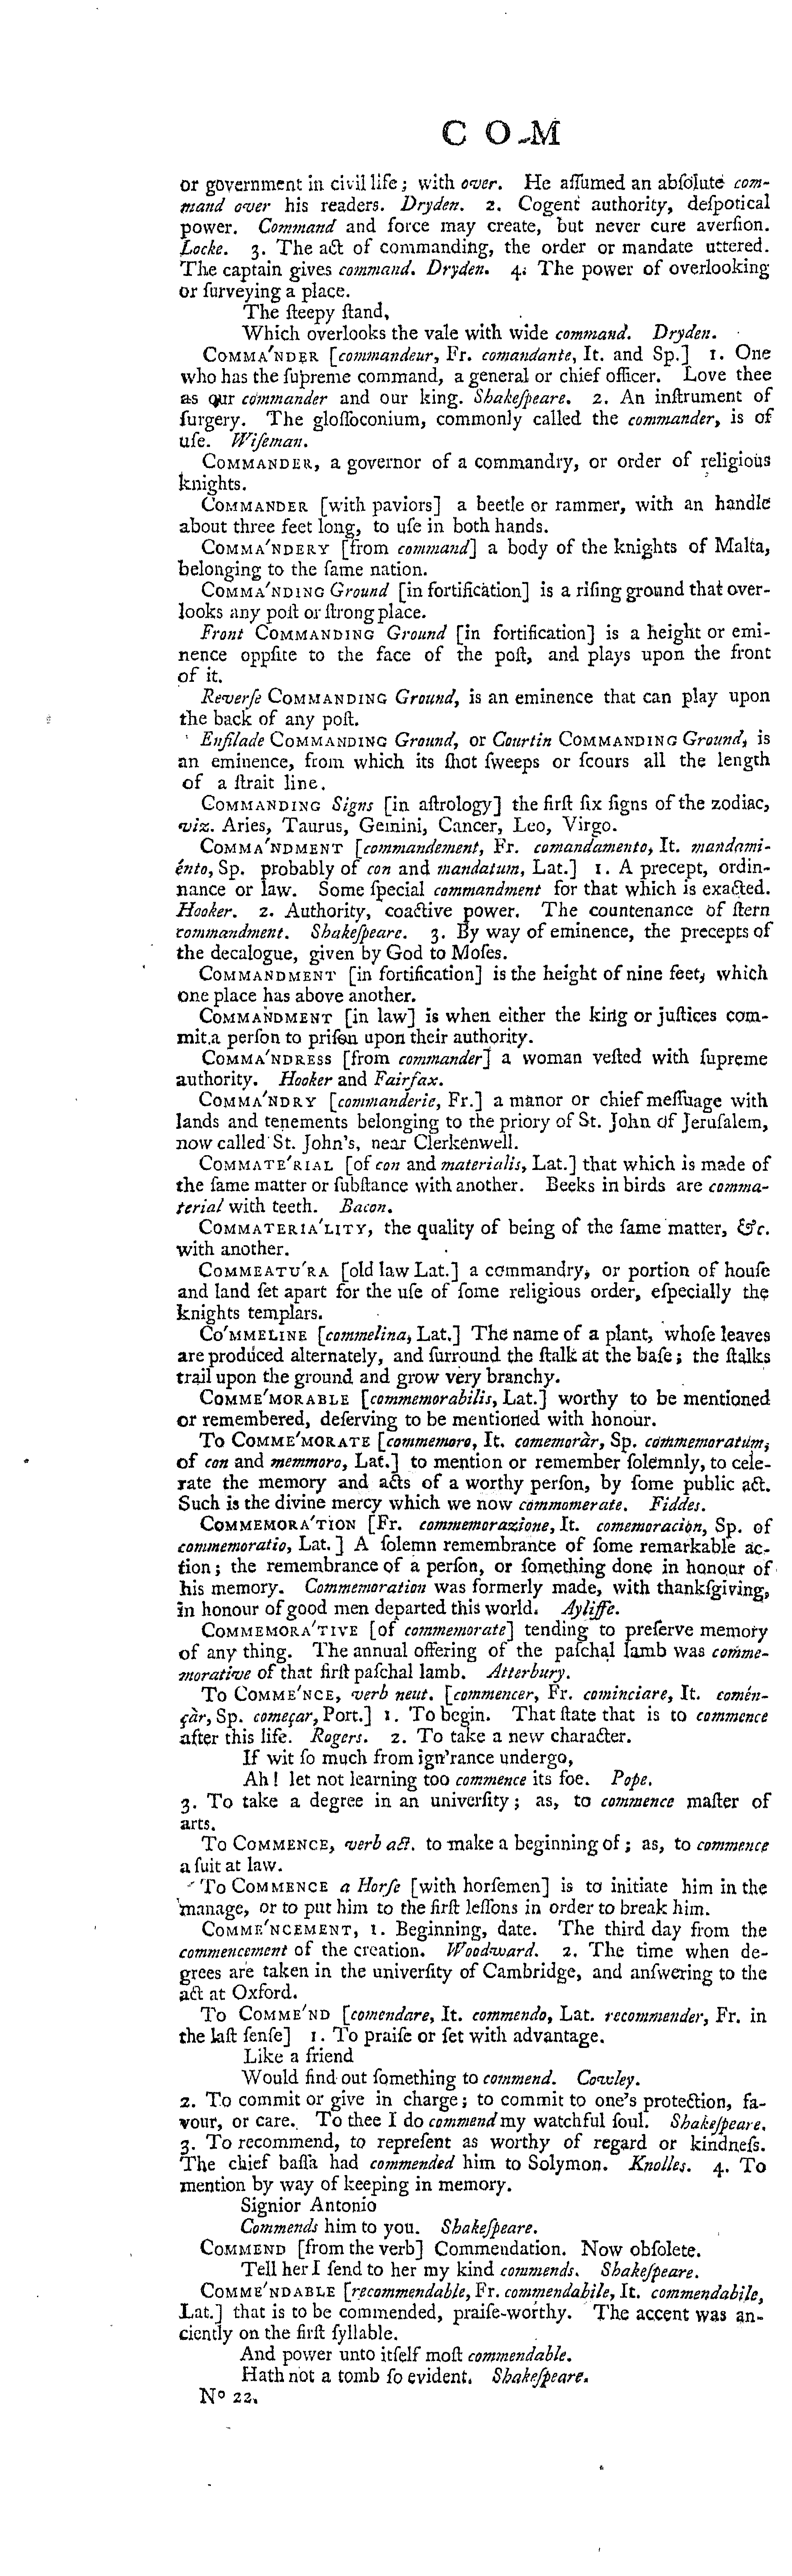 C O M
or government in civil life; with over. He aſſumed an abſolute com-
mand over his readers. Dryden. 2. Cogent authority, deſpotical
power. Command and force may create, but never cure averſion.
Locke. 3. The act of commanding, the order or mandate uttered.
The captain gives command. Dryden. 4. The power of overlooking
or ſurveying a place.
The ſteepy ſtand,
Which overlooks the vale with wide command. Dryden.
COMMA'NDER [commandeur, Fr. comandante, It. and Sp.] 1. One
who has the ſupreme command, a general or chief officer. Love thee
as our commander and our king. Shakeſpeare. 2. An inſtrument of
ſurgery. The gloſſoconium, commonly called the commander, is of
uſe. Wiſeman.
COMMANDER, a governor of a commandry, or order of religious
knights.
COMMANDER [with paviors] a beetle or rammer, with an handle
about three feet long, to uſe in both hands.
COMMA'NDERY [from command] a body of the knights of Malta,
belonging to the ſame nation.
COMMA'NDING Ground [in fortification] is a riſing ground that over-
looks any poſt or ſtrong place.
Front COMMANDING Ground [in fortification] is a height or emi-
nence oppſite to the face of the poſt, and plays upon the front
of it.
Reverſe COMMANDING Ground, is an eminence that can play upon
the back of any poſt.
Enfilade COMMANDING Ground, or Courtin COMMANDING Ground, is
an eminence, from which its ſhot ſweeps or ſcours all the length
of a ſtrait line.
COMMANDING Signs [in aſtrology] the firſt ſix ſigns of the zodiac,
viz. Aries, Taurus, Gemini, Cancer, Leo, Virgo.
COMMA'NDMENT [commandement, Fr. comandamento, It. mandami-
énto, Sp. probably of con and mandatum, Lat.] 1. A precept, ordin-
nance or law. Some ſpecial commandment for that which is exacted.
Hooker. 2. Authority, coactive power. The countenance of ſtern
commandment. Shakeſpeare. 3. By way of eminence, the precepts of
the decalogue, given by God to Moſes.
COMMANDMENT [in fortification] is the height of nine feet, which
one place has above another.
COMMANDMENT [in law] is when either the king or juſtices com-
mit a perſon to priſon upon their authority.
COMMA'NDRESS [from commander] a woman veſted with ſupreme
authority. Hooker and Fairfax.
COMMA'NDRY [commanderie, Fr.] a manor or chief meſſuage with
lands and tenements belonging to the priory of St. John of Jeruſalem,
now called St. John's, near Clerkenwell.
COMMATE'RIAL [of con and materialis, Lat.] that which is made of
the ſame matter or ſubſtance with another. Beeks in birds are comma-
terial with teeth. Bacon.
COMMATERIA'LITY, the quality of being of the ſame matter, &c.
with another.
COMMEATU'RA [old law Lat.] a commandry, or portion of houſe
and land ſet apart for the uſe of ſome religious order, eſpecially the
knights templars.
CO'MMELINE [commelina, Lat.] The name of a plant, whoſe leaves
are produced alternately, and ſurround the ſtalk at the baſe; the ſtalks
trail upon the ground and grow very branchy.
COMME'MORABLE [commemorabilis, Lat.] worthy to be mentioned
or remembered, deſerving to be mentioned with honour.
To COMME'MORATE [commemoro, It. comemoràr, Sp. commemoratum,
of con and memmoro, Lat.] to mention or remember ſolemnly, to cele-
rate the memory and acts of a worthy perſon, by ſome public act.
Such is the divine mercy which we now commomerate. Fiddes.
COMMEMORA'TION [Fr. commemorazione, It. comemoraciòn, Sp. of
commemoratio, Lat.] A ſolemn remembrance of ſome remarkable ac-
tion; the remembrance of a perſon, or ſomething done in honour of
his memory. Commemoration was formerly made, with thankſgiving,
in honour of good men departed this world. Ayliffe.
COMMEMORA'TIVE [of commemorate] tending to preſerve memory
of any thing. The annual offering of the paſchal lamb was comme-
morative of that firſt paſchal lamb. Atterbury.
To COMME'NCE, verb neut. [commencer, Fr. cominciare, It. comén-
çàr, Sp. começar, Port.] 1. To begin. That ſtate that is to commence
after this life. Rogers. 2. To take a new character.
If wit ſo much from ign'rance undergo,
Ah! let not learning too commence its foe. Pope.
3. To take a degree in an univerſity; as, to commence maſter of
arts.
To COMMENCE, verb act. to make a beginning of; as, to commence
a ſuit at law.
To COMMENCE a Horſe [with horſemen] is to initiate him in the
manage, or to put him to the firſt leſſons in order to break him.
COMME'NCEMENT, 1. Beginning, date. The third day from the
commencement of the creation. Woodward. 2. The time when de-
grees are taken in the univerſity of Cambridge, and anſwering to the
act at Oxford.
To COMME'ND [comendare, It. commendo, Lat. recommender, Fr. in
the laſt ſenſe] 1. To praiſe or ſet with advantage.
Like a friend
Would find out ſomething to commend. Cowley.
2. To commit or give in charge; to commit to one's protection, fa-
vour, or care. To thee I do commend my watchful ſoul. Shakeſpeare.
3. To recommend, to repreſent as worthy of regard or kindneſs.
The chief baſſa had commended him to Solymon. Knolles. 4. To
mention by way of keeping in memory.
Signior Antonio
Commends him to you. Shakeſpeare.
COMMEND [from the verb] Commendation. Now obſolete.
Tell her I ſend to her my kind commends. Shakeſpeare.
COMME'NDABLE [recommendable, Fr. commendabile, It. commendabile,
Lat.] that is to be commended, praiſe-worthy. The accent was an-
ciently on the firſt ſyllable.
And power unto itſelf moſt commendable.
Hath not a tomb ſo evident. Shakeſpeare.
Nº 22.